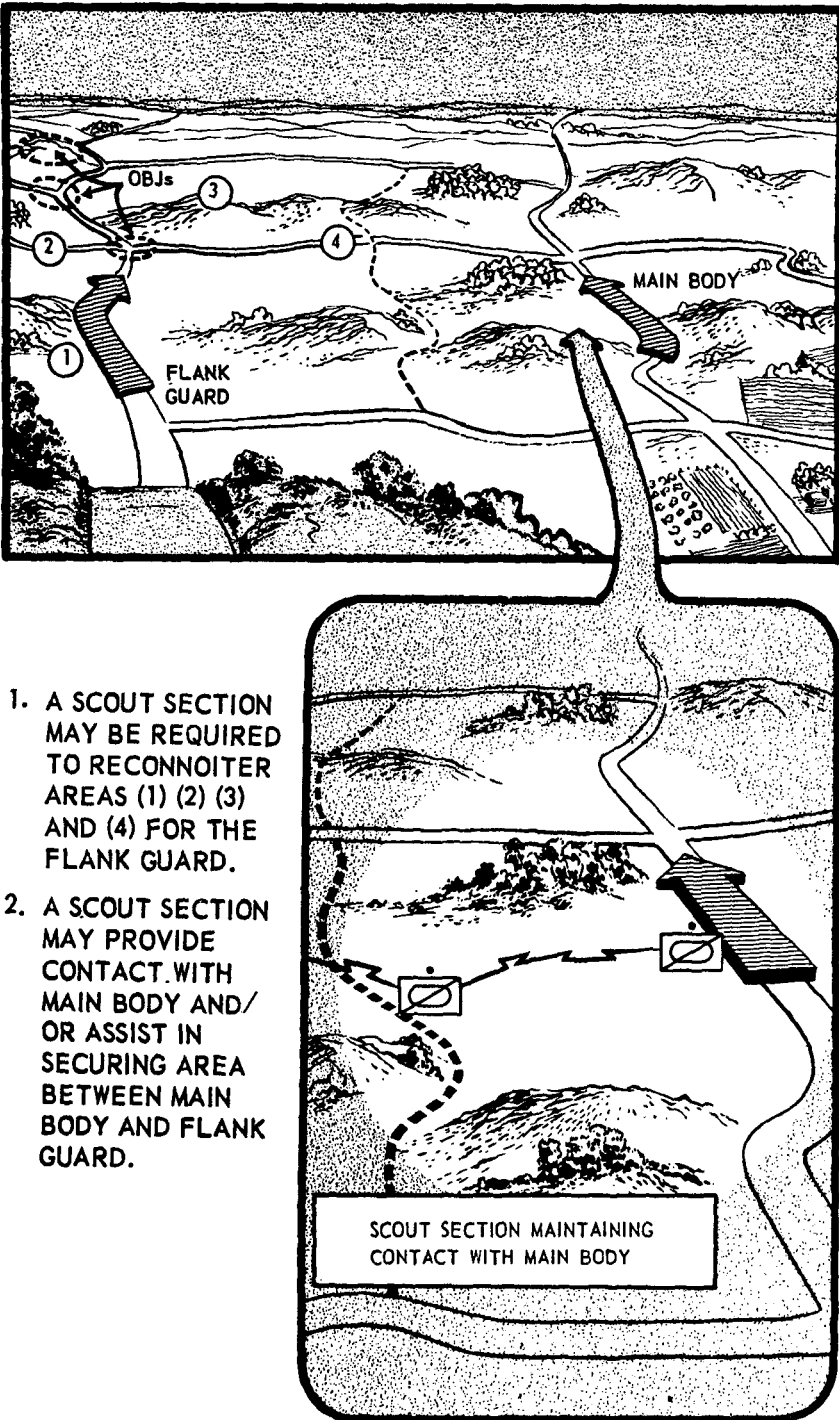 OBJs
3
2
4
MAIN BODY
1
FLANK
GUARD
1. A SCOUT SECTION
MAY BE REQUIRED
TO RECONNOITER
AREAS (1) (2) (3)
AND (4) FOR THE
FLANK GUARD.
2. A SCOUT SECTION
MAY PROVIDE
CONTACT WITH
MAIN BODY AND/
OR ASSIST IN
SECURING AREA
BETWEEN MAIN
BODY AND FLANK
GUARD.
SCOUT SECTION MAINTAINING
CONTACT WITH MAIN BODY